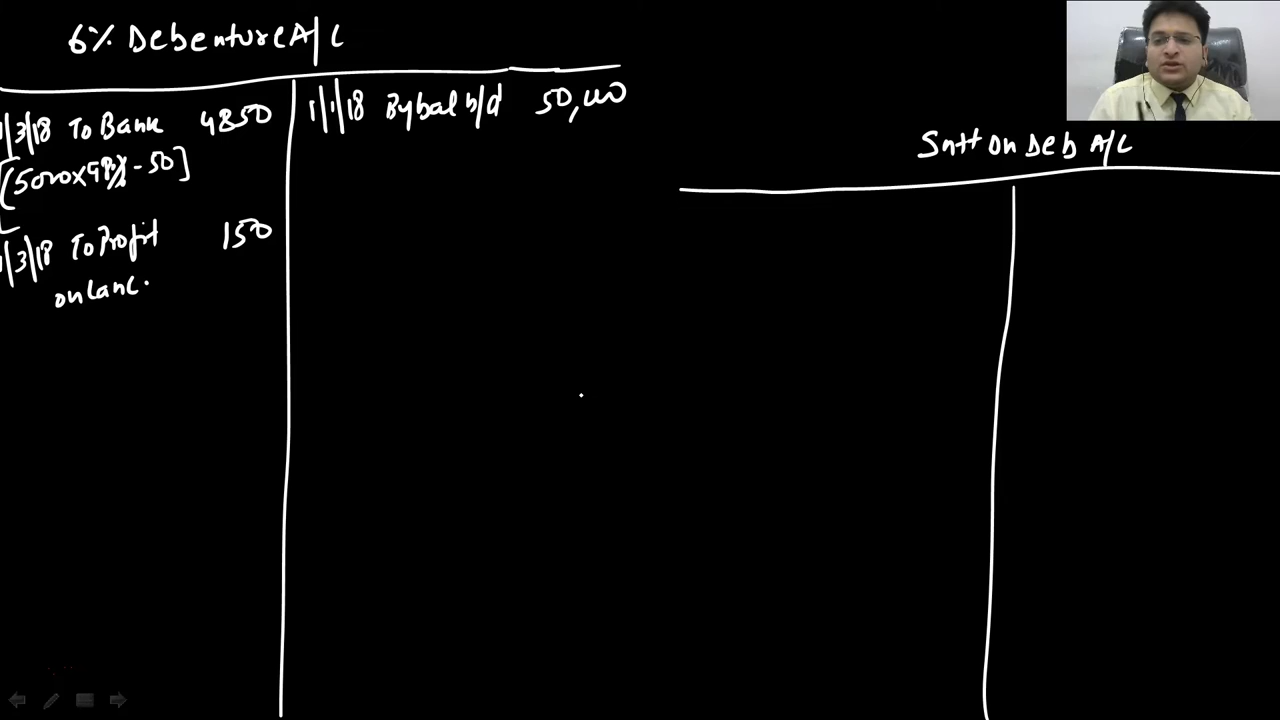 6% Debenture A/C
1/3/18 To Bank 4850
[5000x98% - 50]
1/3/18 To Profit 150
on Canc.
1/1/18 By bal b/d 50,000
Intt on Deb A/C